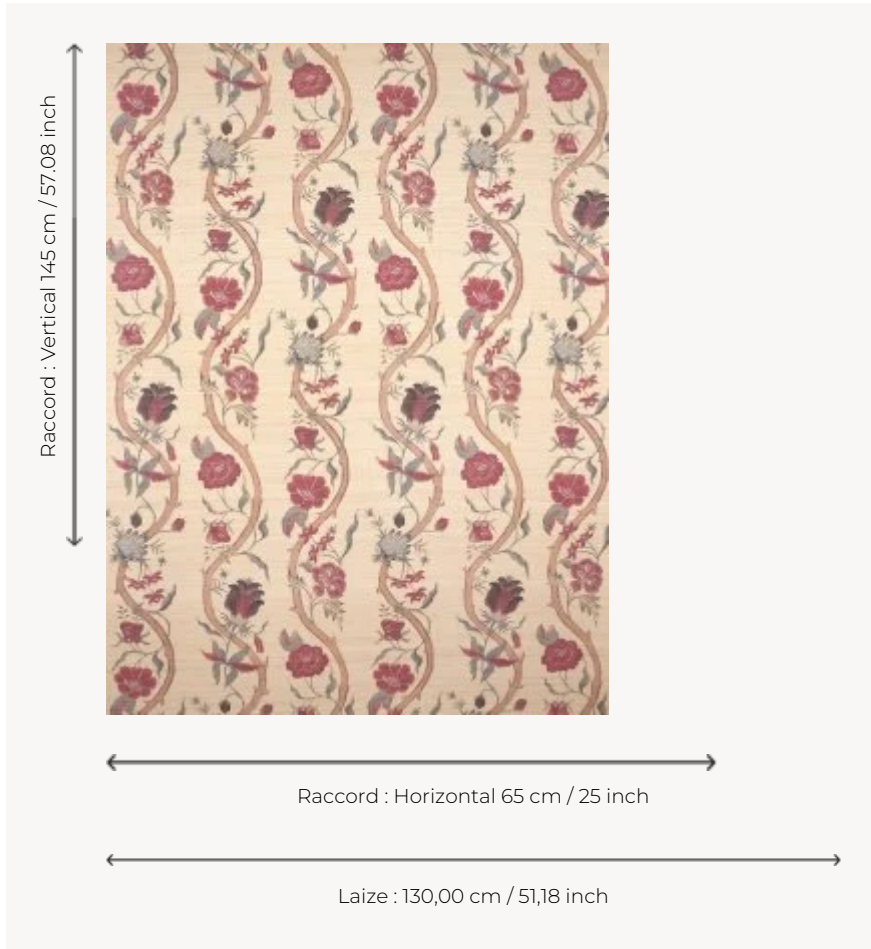 Raccord : Vertical 145 cm / 57.08 inch
Raccord : Horizontal 65 cm / 25 inch
Laize : 130,00 cm / 51,18 inch